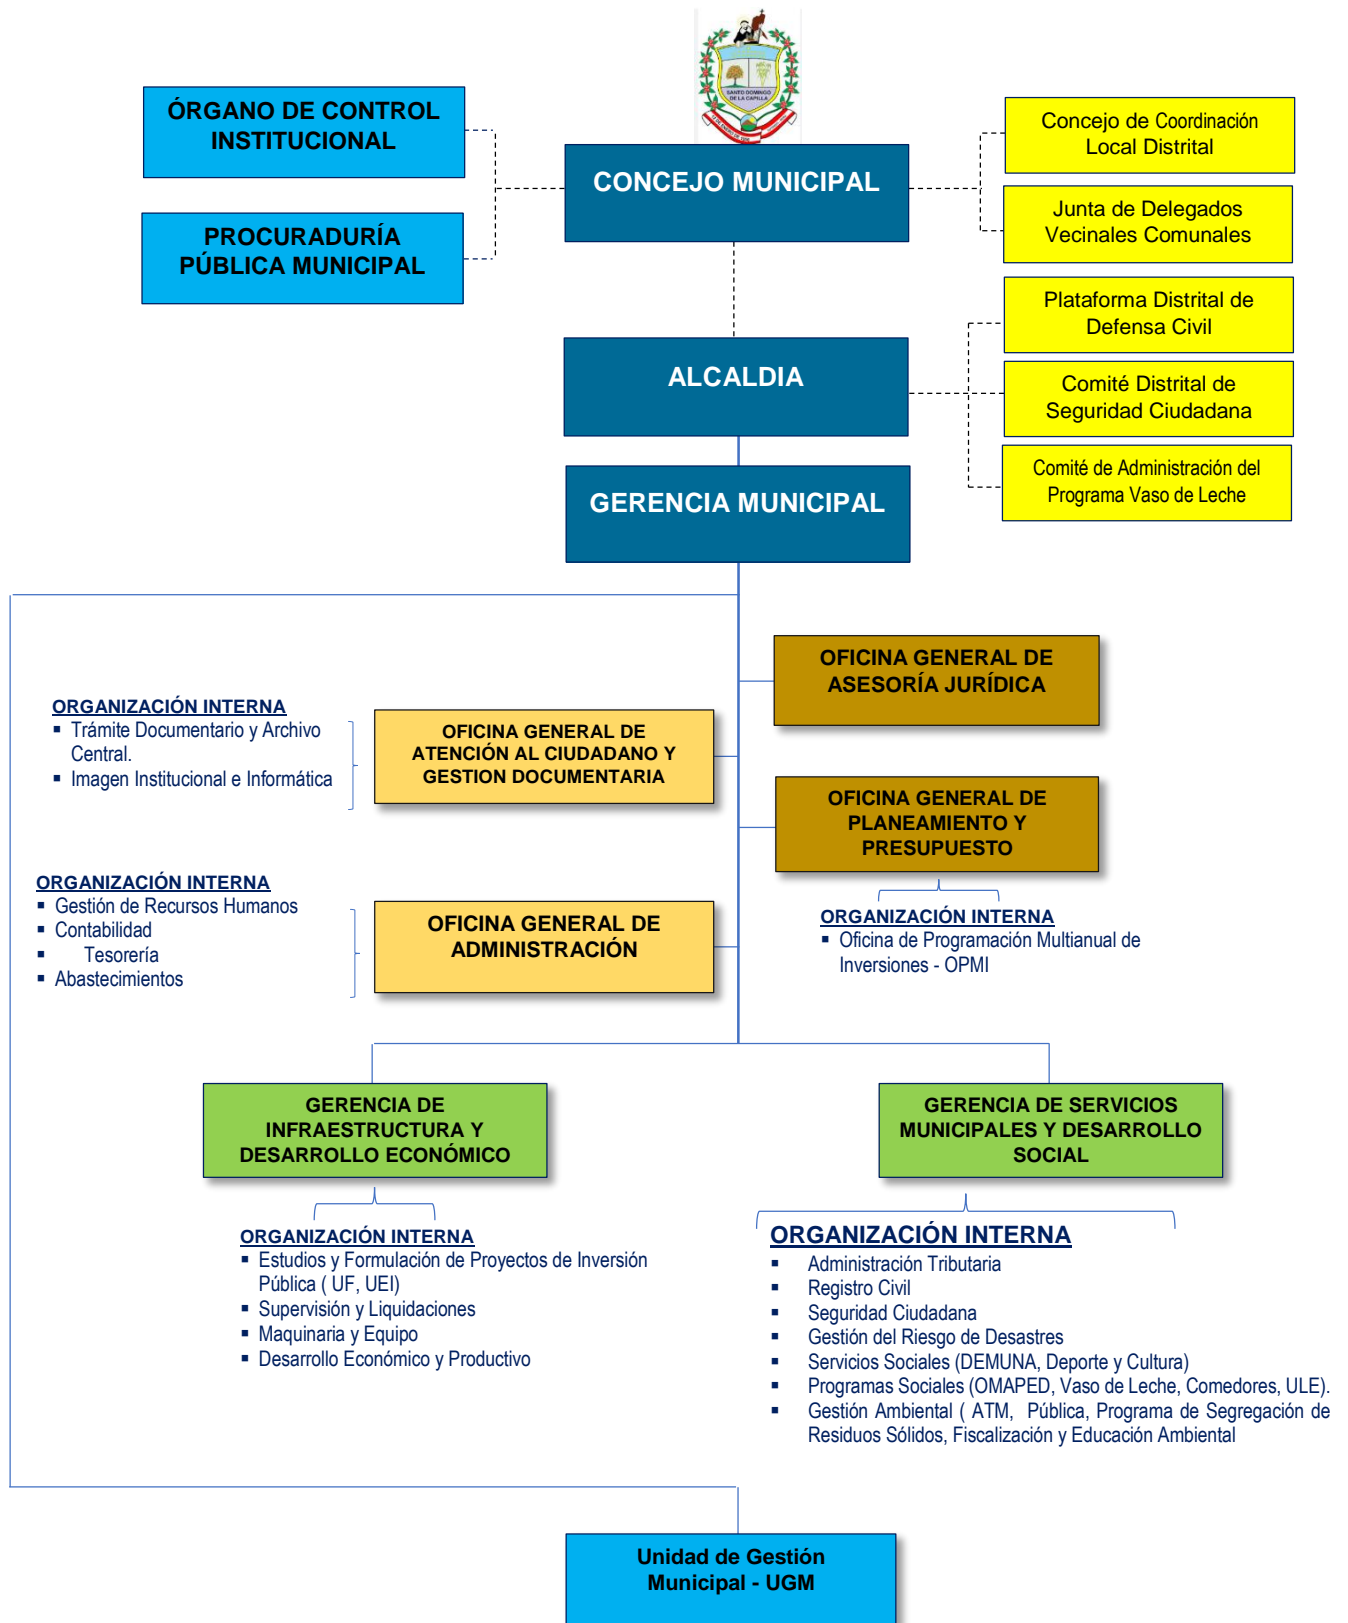 SANTO DOMINGO
DE LA CAPILLA
ÓRGANO DE CONTROL
INSTITUCIONAL
PROCURADURÍA
PÚBLICA MUNICIPAL
CONCEJO MUNICIPAL
Concejo de Coordinación
Local Distrital
Junta de Delegados
Vecinales Comunales
Plataforma Distrital de
Defensa Civil
ALCALDIA
Comité Distrital de
Seguridad Ciudadana
Comité de Administración del
Programa Vaso de Leche
GERENCIA MUNICIPAL
OFICINA GENERAL DE
ASESORÍA JURÍDICA
ORGANIZACIÓN INTERNA
▪ Trámite Documentario y Archivo
Central.
▪ Imagen Institucional e Informática
OFICINA GENERAL DE
ATENCIÓN AL CIUDADANO Y
GESTION DOCUMENTARIA
OFICINA GENERAL DE
PLANEAMIENTO Y
PRESUPUESTO
ORGANIZACIÓN INTERNA
▪ Gestión de Recursos Humanos
▪ Contabilidad
▪ Tesorería
▪ Abastecimientos
OFICINA GENERAL DE
ADMINISTRACIÓN
ORGANIZACIÓN INTERNA
▪ Oficina de Programación Multianual de
Inversiones - OPMI
GERENCIA DE
INFRAESTRUCTURA Y
DESARROLLO ECONÓMICO
GERENCIA DE SERVICIOS
MUNICIPALES Y DESARROLLO
SOCIAL
ORGANIZACIÓN INTERNA
▪ Estudios y Formulación de Proyectos de Inversión
Pública ( UF, UEI)
▪ Supervisión y Liquidaciones
▪ Maquinaria y Equipo
▪ Desarrollo Económico y Productivo
ORGANIZACIÓN INTERNA
▪ Administración Tributaria
▪ Registro Civil
▪ Seguridad Ciudadana
▪ Gestión del Riesgo de Desastres
▪ Servicios Sociales (DEMUNA, Deporte y Cultura)
▪ Programas Sociales (OMAPED, Vaso de Leche, Comedores, ULE).
▪ Gestión Ambiental ( ATM, Pública, Programa de Segregación de
Residuos Sólidos, Fiscalización y Educación Ambiental
Unidad de Gestión
Municipal - UGM